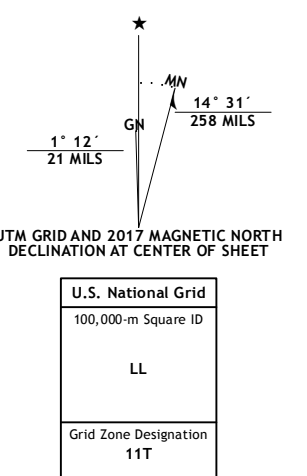 ★
MN
GN
14° 31´
258 MILS
1° 12´
21 MILS
UTM GRID AND 2017 MAGNETIC NORTH
DECLINATION AT CENTER OF SHEET
U.S. National Grid
100,000-m Square ID
LL
Grid Zone Designation
11T